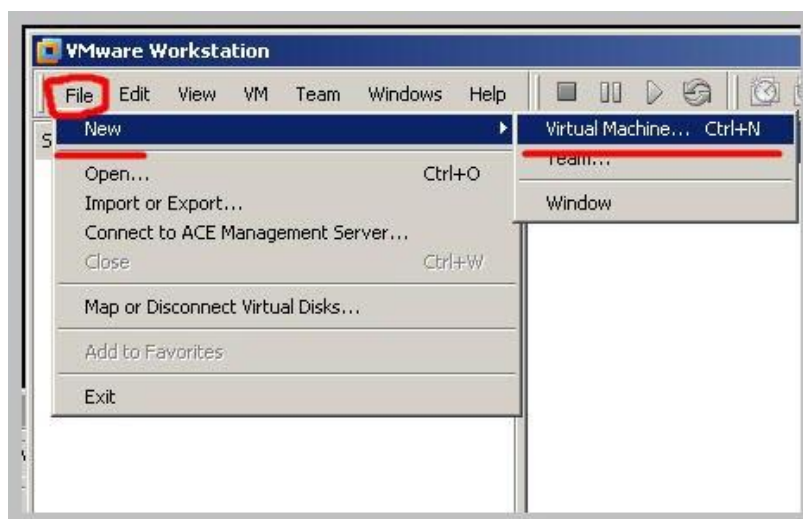 VMware Workstation
File Edit View VM Team Windows Help
New
Virtual Machine... Ctrl+N
S
Team...
Open... Ctrl+O
Window
Import or Export...
Connect to ACE Management Server...
Close Ctrl+W
Map or Disconnect Virtual Disks...
Add to Favorites
Exit